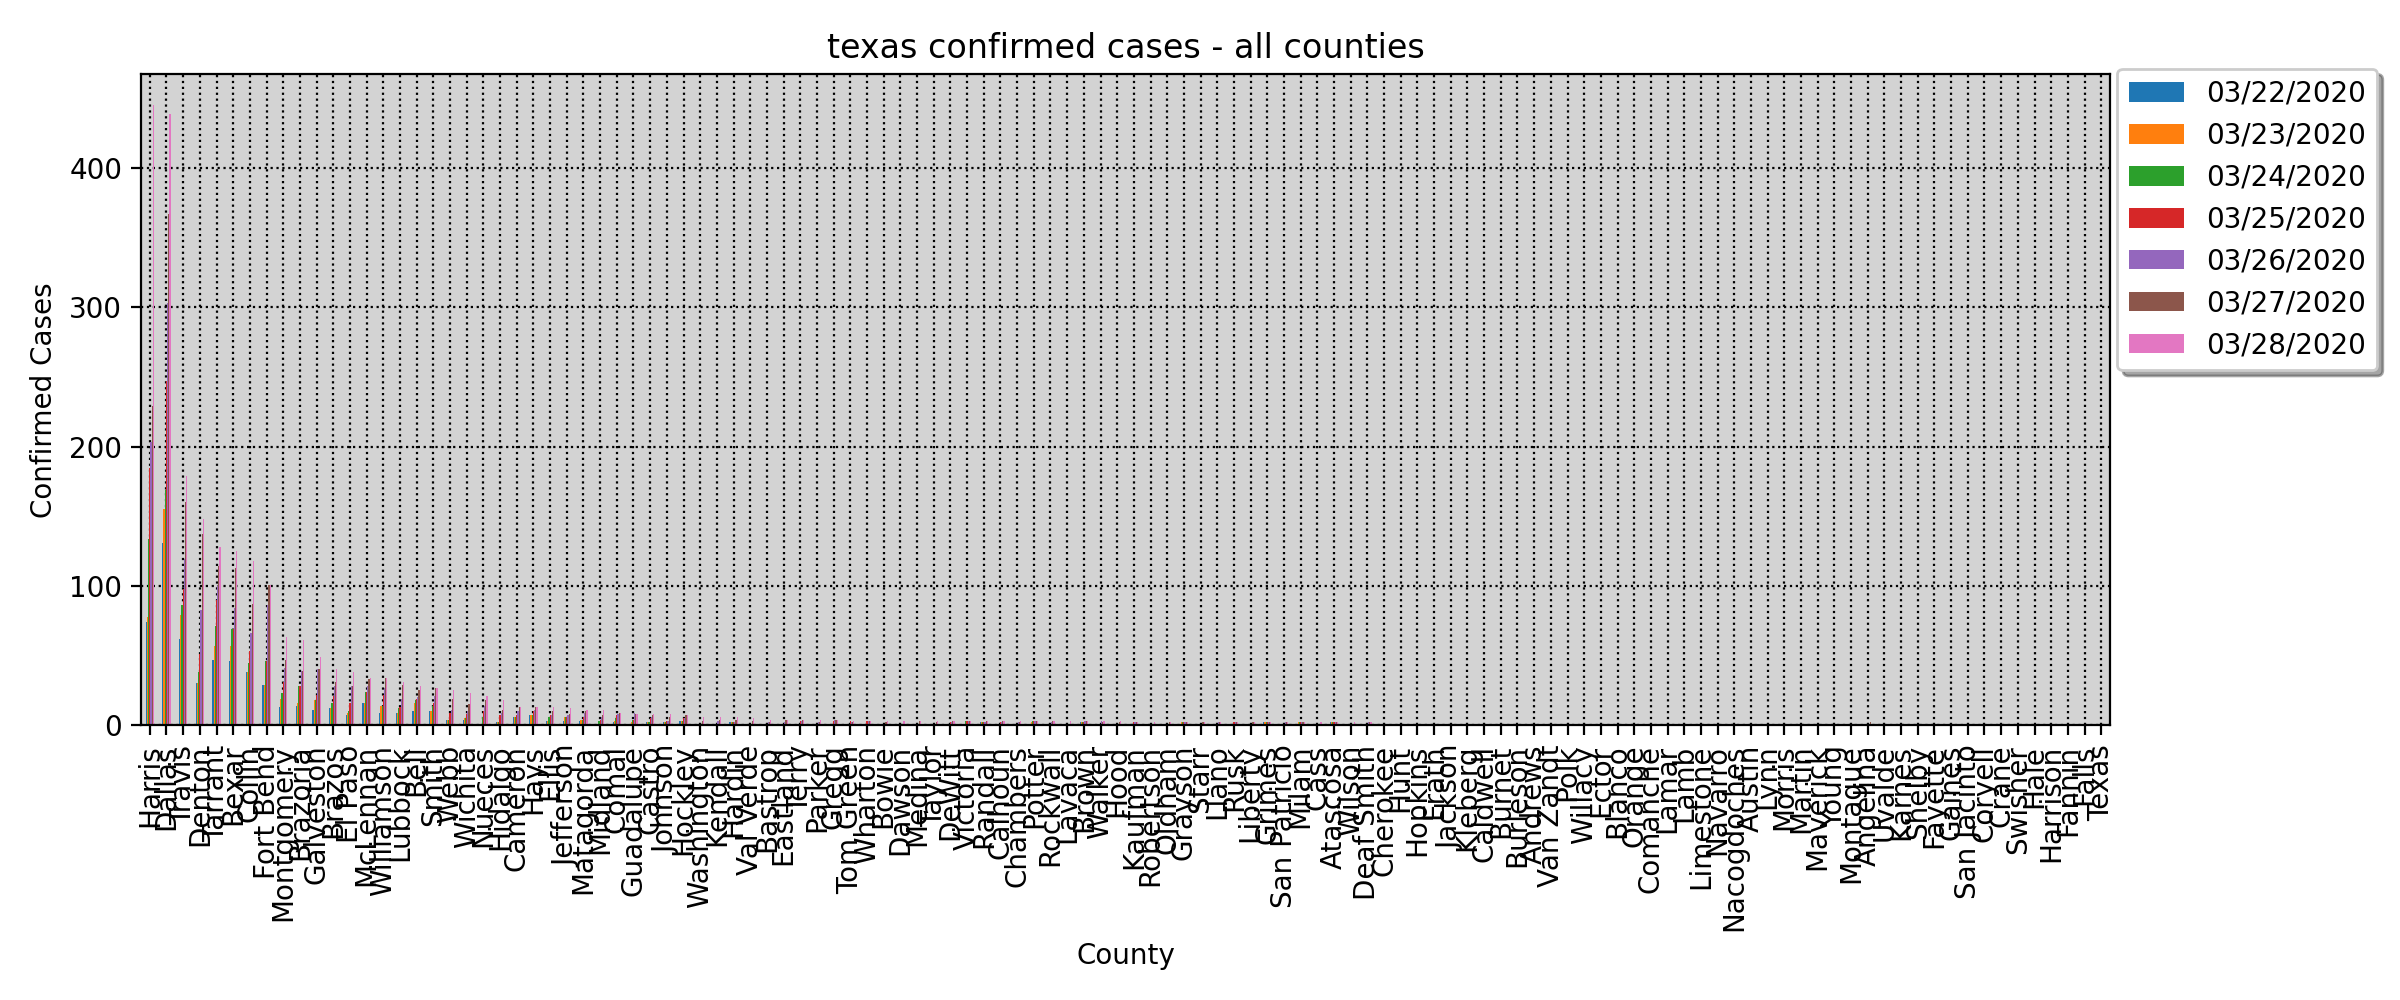 texas confirmed cases - all counties
Confirmed Cases
400
300
200
100
0
03/22/2020
03/23/2020
03/24/2020
03/25/2020
03/26/2020
03/27/2020
03/28/2020
Harris
Dallas
Travis
Denton
Tarrant
Bexar
Collin
Fort Bend
Montgomery
Brazoria
Galveston
Brazos
El Paso
McLennan
Williamson
Lubbock
Bell
Smith
Webb
Wichita
Nueces
Hidalgo
Cameron
Hays
Ellis
Jefferson
Matagorda
Midland
Comal
Guadalupe
Castro
Johnson
Hockley
Washington
Kendall
Hardin
Val Verde
Bastrop
Eastland
Terry
Parker
Gregg
Tom Green
Wharton
Bowie
Dawson
Medina
Taylor
DeWitt
Victoria
Randall
Calhoun
Chambers
Potter
Rockwall
Lavaca
Brown
Walker
Hood
Kaufman
Robertson
Oldham
Grayson
Starr
Llano
Rusk
Liberty
Grimes
San Patricio
Milam
Cass
Atascosa
Wilson
Deaf Smith
Cherokee
Hunt
Hopkins
Erath
Jackson
Kleberg
Caldwell
Burnet
Burleson
Andrews
Van Zandt
Polk
Willacy
Ector
Blanco
Orange
Comanche
Lamar
Lamb
Limestone
Navarro
Nacogdoches
Austin
Lynn
Morris
Martin
Maverick
Young
Montague
Angelina
Uvalde
Karnes
Shelby
Fayette
Gaines
San Jacinto
Coryell
Crane
Swisher
Hale
Harrison
Fannin
Falls
Texas
County